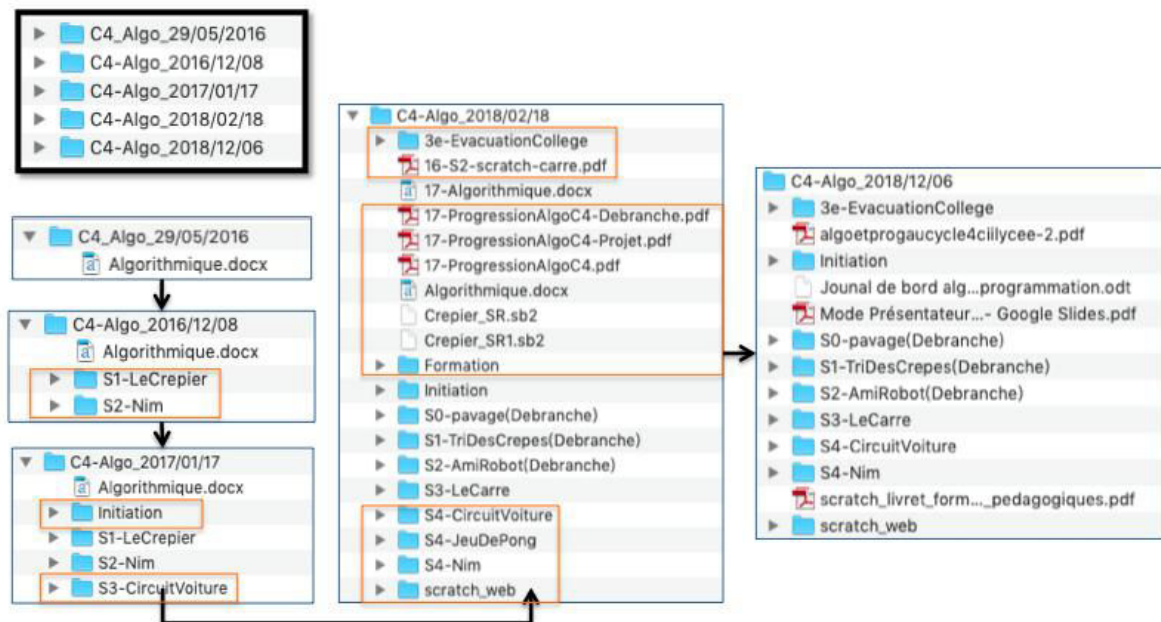 C4_Algo_29/05/2016
C4-Algo_2016/12/08
C4-Algo_2017/01/17
C4-Algo_2018/02/18
C4-Algo_2018/12/06
C4_Algo_29/05/2016
Algorithmique.docx
C4-Algo_2016/12/08
Algorithmique.docx
S1-LeCrepier
S2-Nim
C4-Algo_2017/01/17
Algorithmique.docx
Initiation
S1-LeCrepier
S2-Nim
S3-CircuitVoiture
C4-Algo_2018/02/18
3e-EvacuationCollege
16-S2-scratch-carre.pdf
17-Algorithmique.docx
17-ProgressionAlgoC4-Debranche.pdf
17-ProgressionAlgoC4-Projet.pdf
17-ProgressionAlgoC4.pdf
Algorithmique.docx
Crepier_SR.sb2
Crepier_SR1.sb2
Formation
Initiation
S0-pavage(Debranche)
S1-TriDesCrepes(Debranche)
S2-AmiRobot(Debranche)
S3-LeCarre
S4-CircuitVoiture
S4-JeuDePong
S4-Nim
scratch_web
C4-Algo_2018/12/06
3e-EvacuationCollege
algoetprogaucycle4ciilycee-2.pdf
Initiation
Jounal de bord alg...programmation.odt
Mode Présentateur...- Google Slides.pdf
S0-pavage(Debranche)
S1-TriDesCrepes(Debranche)
S2-AmiRobot(Debranche)
S3-LeCarre
S4-CircuitVoiture
S4-Nim
scratch_livret_form..._pedagogiques.pdf
scratch_web